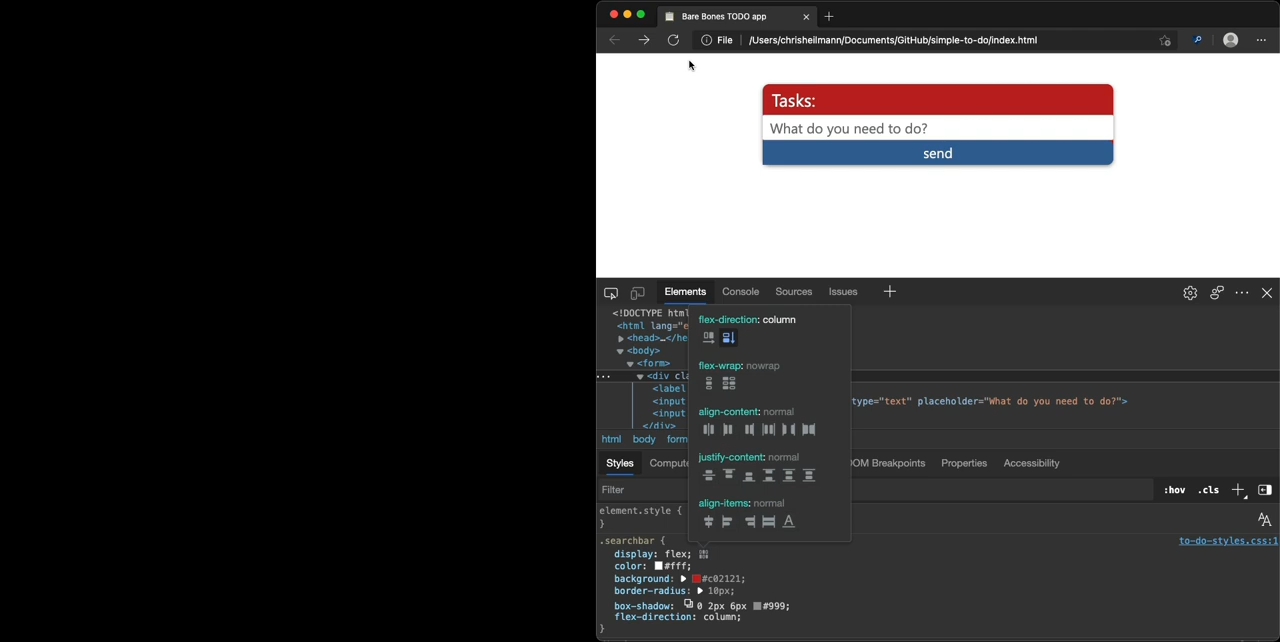 Bare Bones TODO app
File /Users/chrisheilmann/Documents/GitHub/simple-to-do/index.html
Tasks:
What do you need to do?
send
Elements Console Sources Issues
<!DOCTYPE html
<html lang="e
<head>…</he
<body>
<form>
<div cla
<label
<input type="text" placeholder="What do you need to do?">
<input
</div>
html body form
flex-direction: column
flex-wrap: nowrap
align-content: normal
justify-content: normal
align-items: normal
Styles Compute OM Breakpoints Properties Accessibility
Filter :hov .cls
element.style {
}
.searchbar { to-do-styles.css:1
display: flex;
color: #fff;
background: #c02121;
border-radius: 10px;
box-shadow: 0 2px 6px #999;
flex-direction: column;
}